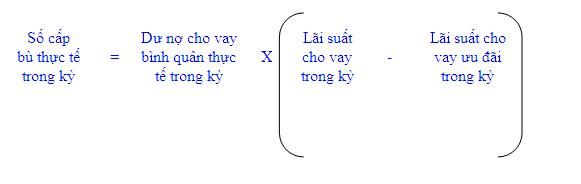 Số cấp bù thực tế trong kỳ = Dư nợ cho vay bình quân thực tế trong kỳ X ( Lãi suất cho vay trong kỳ - Lãi suất cho vay ưu đãi trong kỳ )